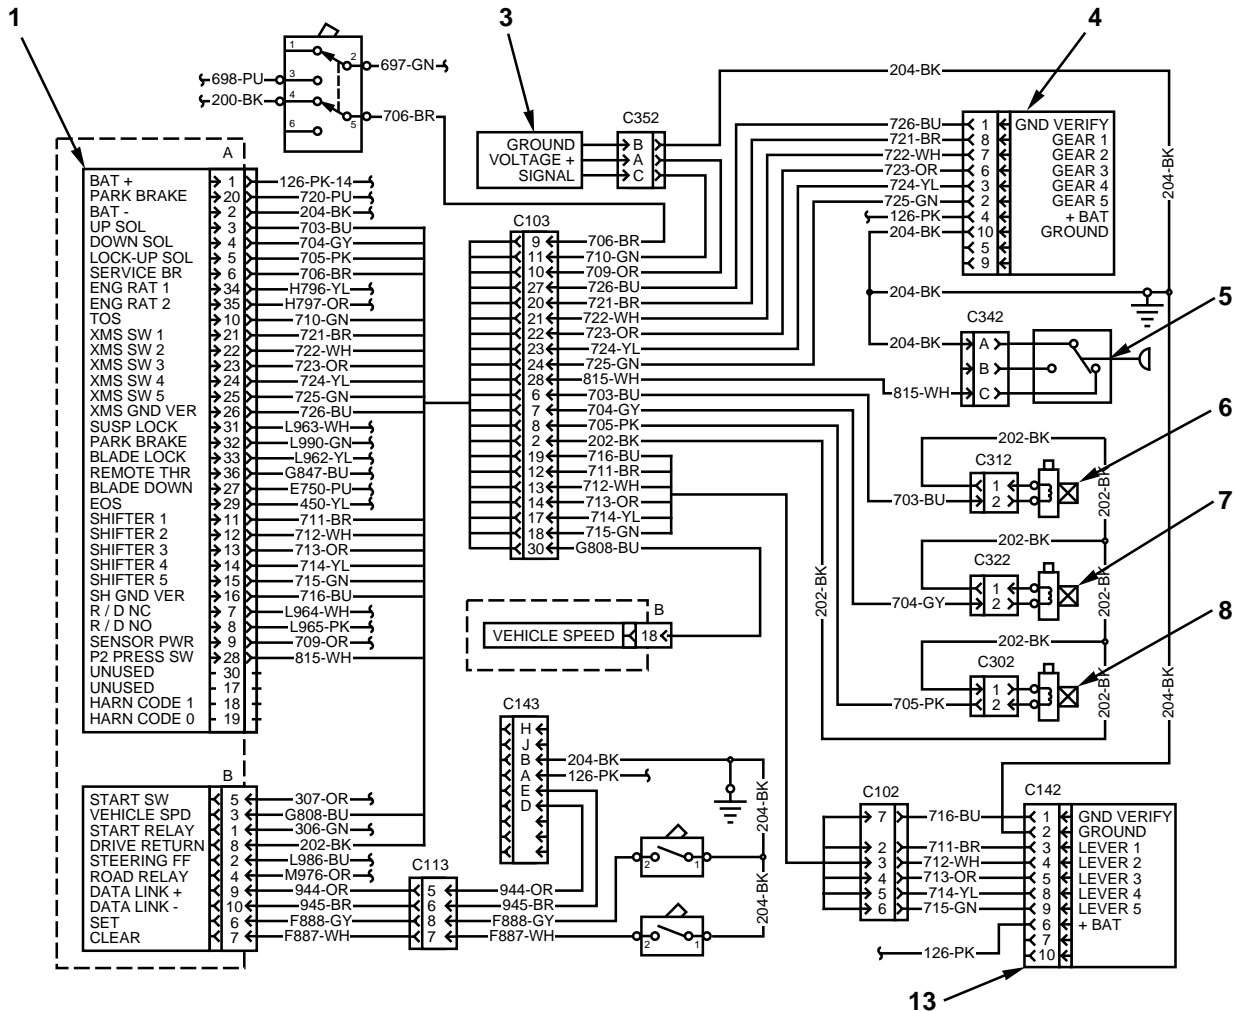 1
3
4
1
2
697-GN
698-PU
3
200-BK
4
706-BR
5
6
204-BK
C352
GROUND B
VOLTAGE + A
SIGNAL C
726-BU 1 GND VERIFY
721-BR 8 GEAR 1
722-WH 7 GEAR 2
723-OR 6 GEAR 3
724-YL 3 GEAR 4
725-GN 2 GEAR 5
126-PK 4 + BAT
204-BK 10 GROUND
5
9
204-BK
A
BAT + 1 126-PK-14
PARK BRAKE 20 720-PU
BAT - 2 204-BK
UP SOL 3 703-BU
DOWN SOL 4 704-GY
LOCK-UP SOL 5 705-PK
SERVICE BR 6 706-BR
ENG RAT 1 34 H796-YL
ENG RAT 2 35 H797-OR
TOS 10 710-GN
XMS SW 1 21 721-BR
XMS SW 2 22 722-WH
XMS SW 3 23 723-OR
XMS SW 4 24 724-YL
XMS SW 5 25 725-GN
XMS GND VER 26 726-BU
SUSP LOCK 31 L963-WH
PARK BRAKE 32 L990-GN
BLADE LOCK 33 L962-YL
REMOTE THR 36 G847-BU
BLADE DOWN 27 E750-PU
EOS 29 450-YL
SHIFTER 1 11 711-BR
SHIFTER 2 12 712-WH
SHIFTER 3 13 713-OR
SHIFTER 4 14 714-YL
SHIFTER 5 15 715-GN
SH GND VER 16 716-BU
R / D NC 7 L964-WH
R / D NO 8 L965-PK
SENSOR PWR 9 709-OR
P2 PRESS SW 28 815-WH
UNUSED 30
UNUSED 17
HARN CODE 1 18
HARN CODE 0 19
C103
9 706-BR
11 710-GN
10 709-OR
27 726-BU
20 721-BR
21 722-WH
22 723-OR
23 724-YL
24 725-GN
28 815-WH
6 703-BU
7 704-GY
8 705-PK
2 202-BK
19 716-BU
12 711-BR
13 712-WH
14 713-OR
17 714-YL
18 715-GN
30 G808-BU
204-BK
5
C342
204-BK A
B
815-WH C
6
202-BK
C312
1
703-BU 2
202-BK
7
202-BK
C322
1
704-GY 2
202-BK
8
202-BK
C302
1
705-PK 2
202-BK
202-BK
204-BK
B
VEHICLE SPEED 18
C143
H
J
B 204-BK
A 126-PK
E
D
204-BK
2 1
204-BK
2 1
B
START SW 5 307-OR
VEHICLE SPD 3 G808-BU
START RELAY 1 306-GN
DRIVE RETURN 8 202-BK
STEERING FF 2 L986-BU
ROAD RELAY 4 M976-OR
DATA LINK + 9 944-OR
DATA LINK - 10 945-BR
SET 6 F888-GY
CLEAR 7 F887-WH
C113
5 944-OR
6 945-BR
8 F888-GY
7 F887-WH
C102
7 716-BU
2 711-BR
3 712-WH
4 713-OR
5 714-YL
6 715-GN
126-PK
C142
1 GND VERIFY
2 GROUND
3 LEVER 1
4 LEVER 2
5 LEVER 3
8 LEVER 4
9 LEVER 5
6 + BAT
7
10
13